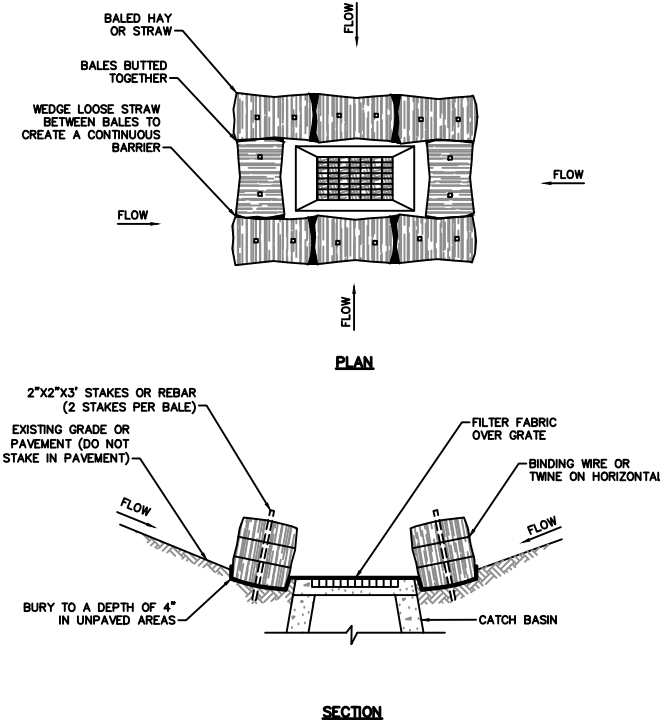 FLOW
BALED HAY
OR STRAW
BALES BUTTED
TOGETHER
WEDGE LOOSE STRAW
BETWEEN BALES TO
CREATE A CONTINUOUS
BARRIER
FLOW
FLOW
FLOW
PLAN
2"X2"X3' STAKES OR REBAR
(2 STAKES PER BALE)
EXISTING GRADE OR
PAVEMENT (DO NOT
STAKE IN PAVEMENT)
FILTER FABRIC
OVER GRATE
BINDING WIRE OR
TWINE ON HORIZONTAL
FLOW
FLOW
BURY TO A DEPTH OF 4"
IN UNPAVED AREAS
CATCH BASIN
SECTION